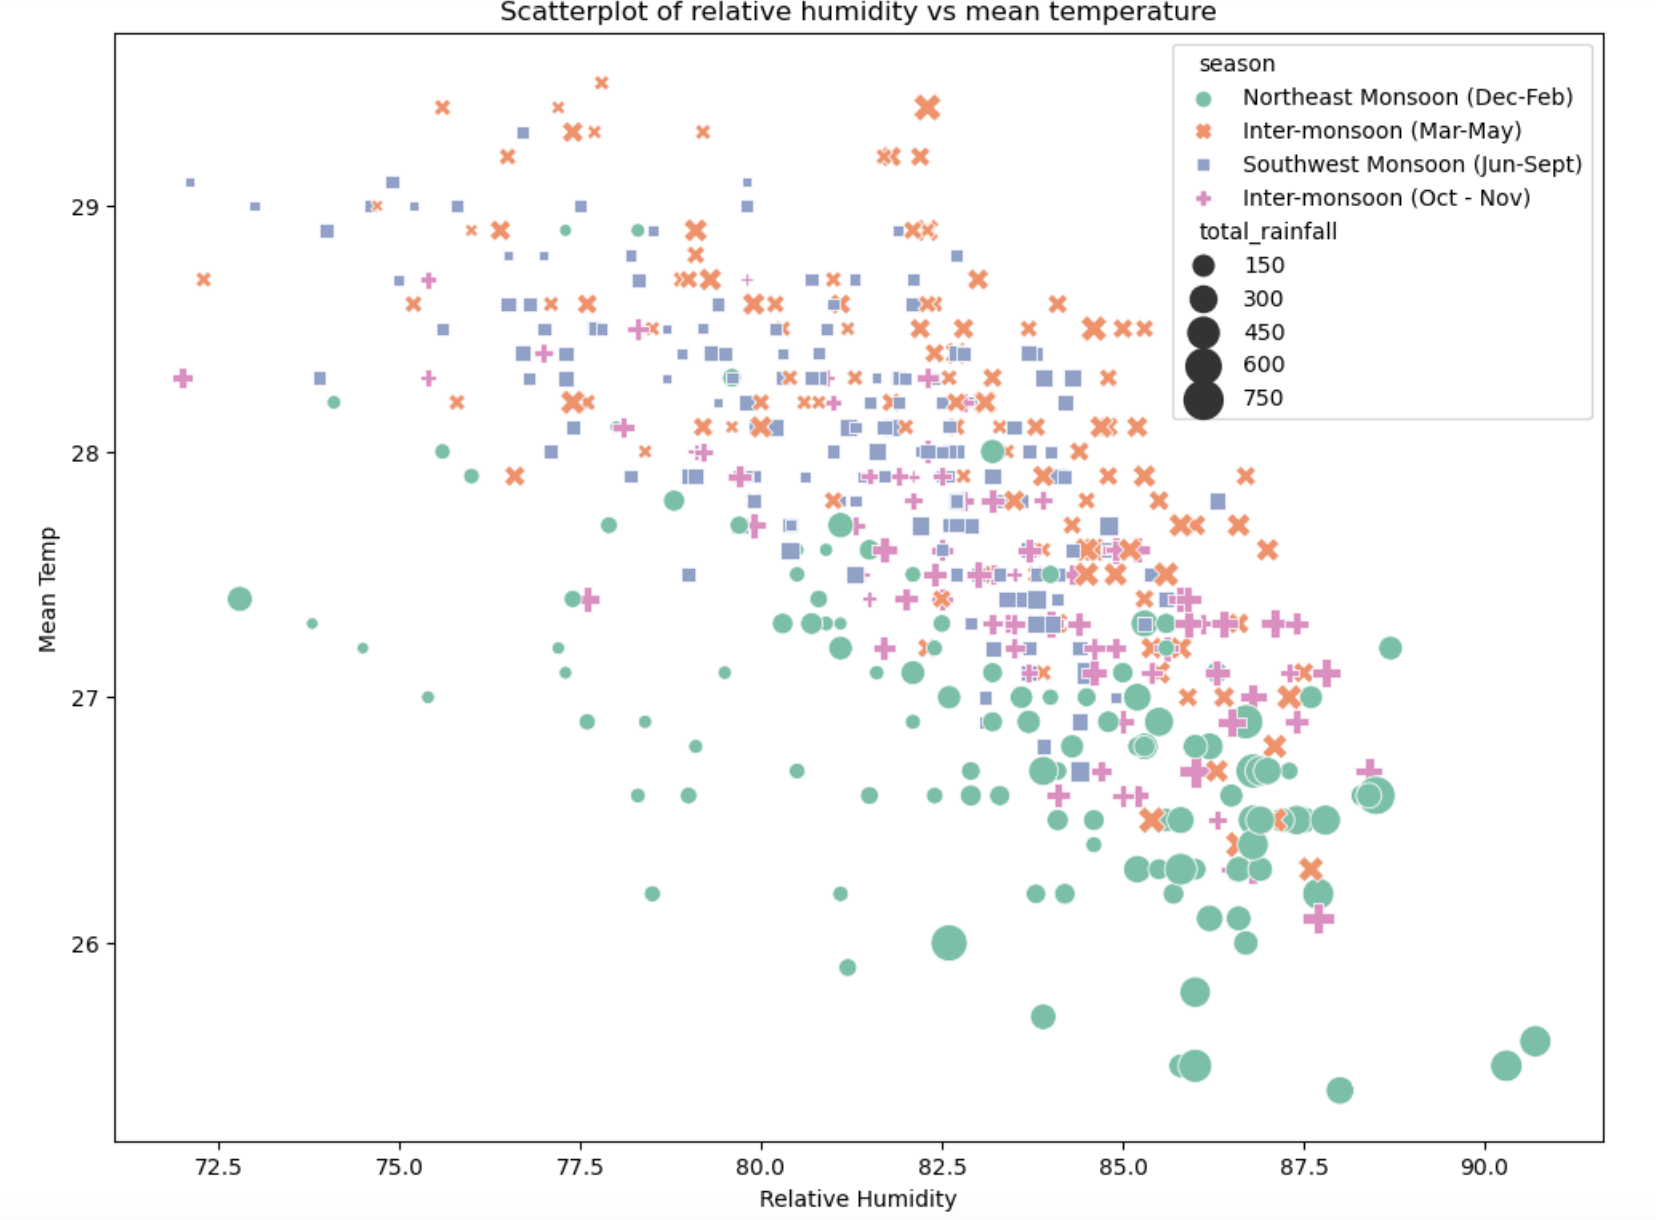 Scatterplot of relative humidity vs mean temperature
season
Northeast Monsoon (Dec-Feb)
Inter-monsoon (Mar-May)
Southwest Monsoon (Jun-Sept)
Inter-monsoon (Oct - Nov)
total_rainfall
150
300
450
600
750
Mean Temp
29
28
27
26
72.5 75.0 77.5 80.0 82.5 85.0 87.5 90.0
Relative Humidity